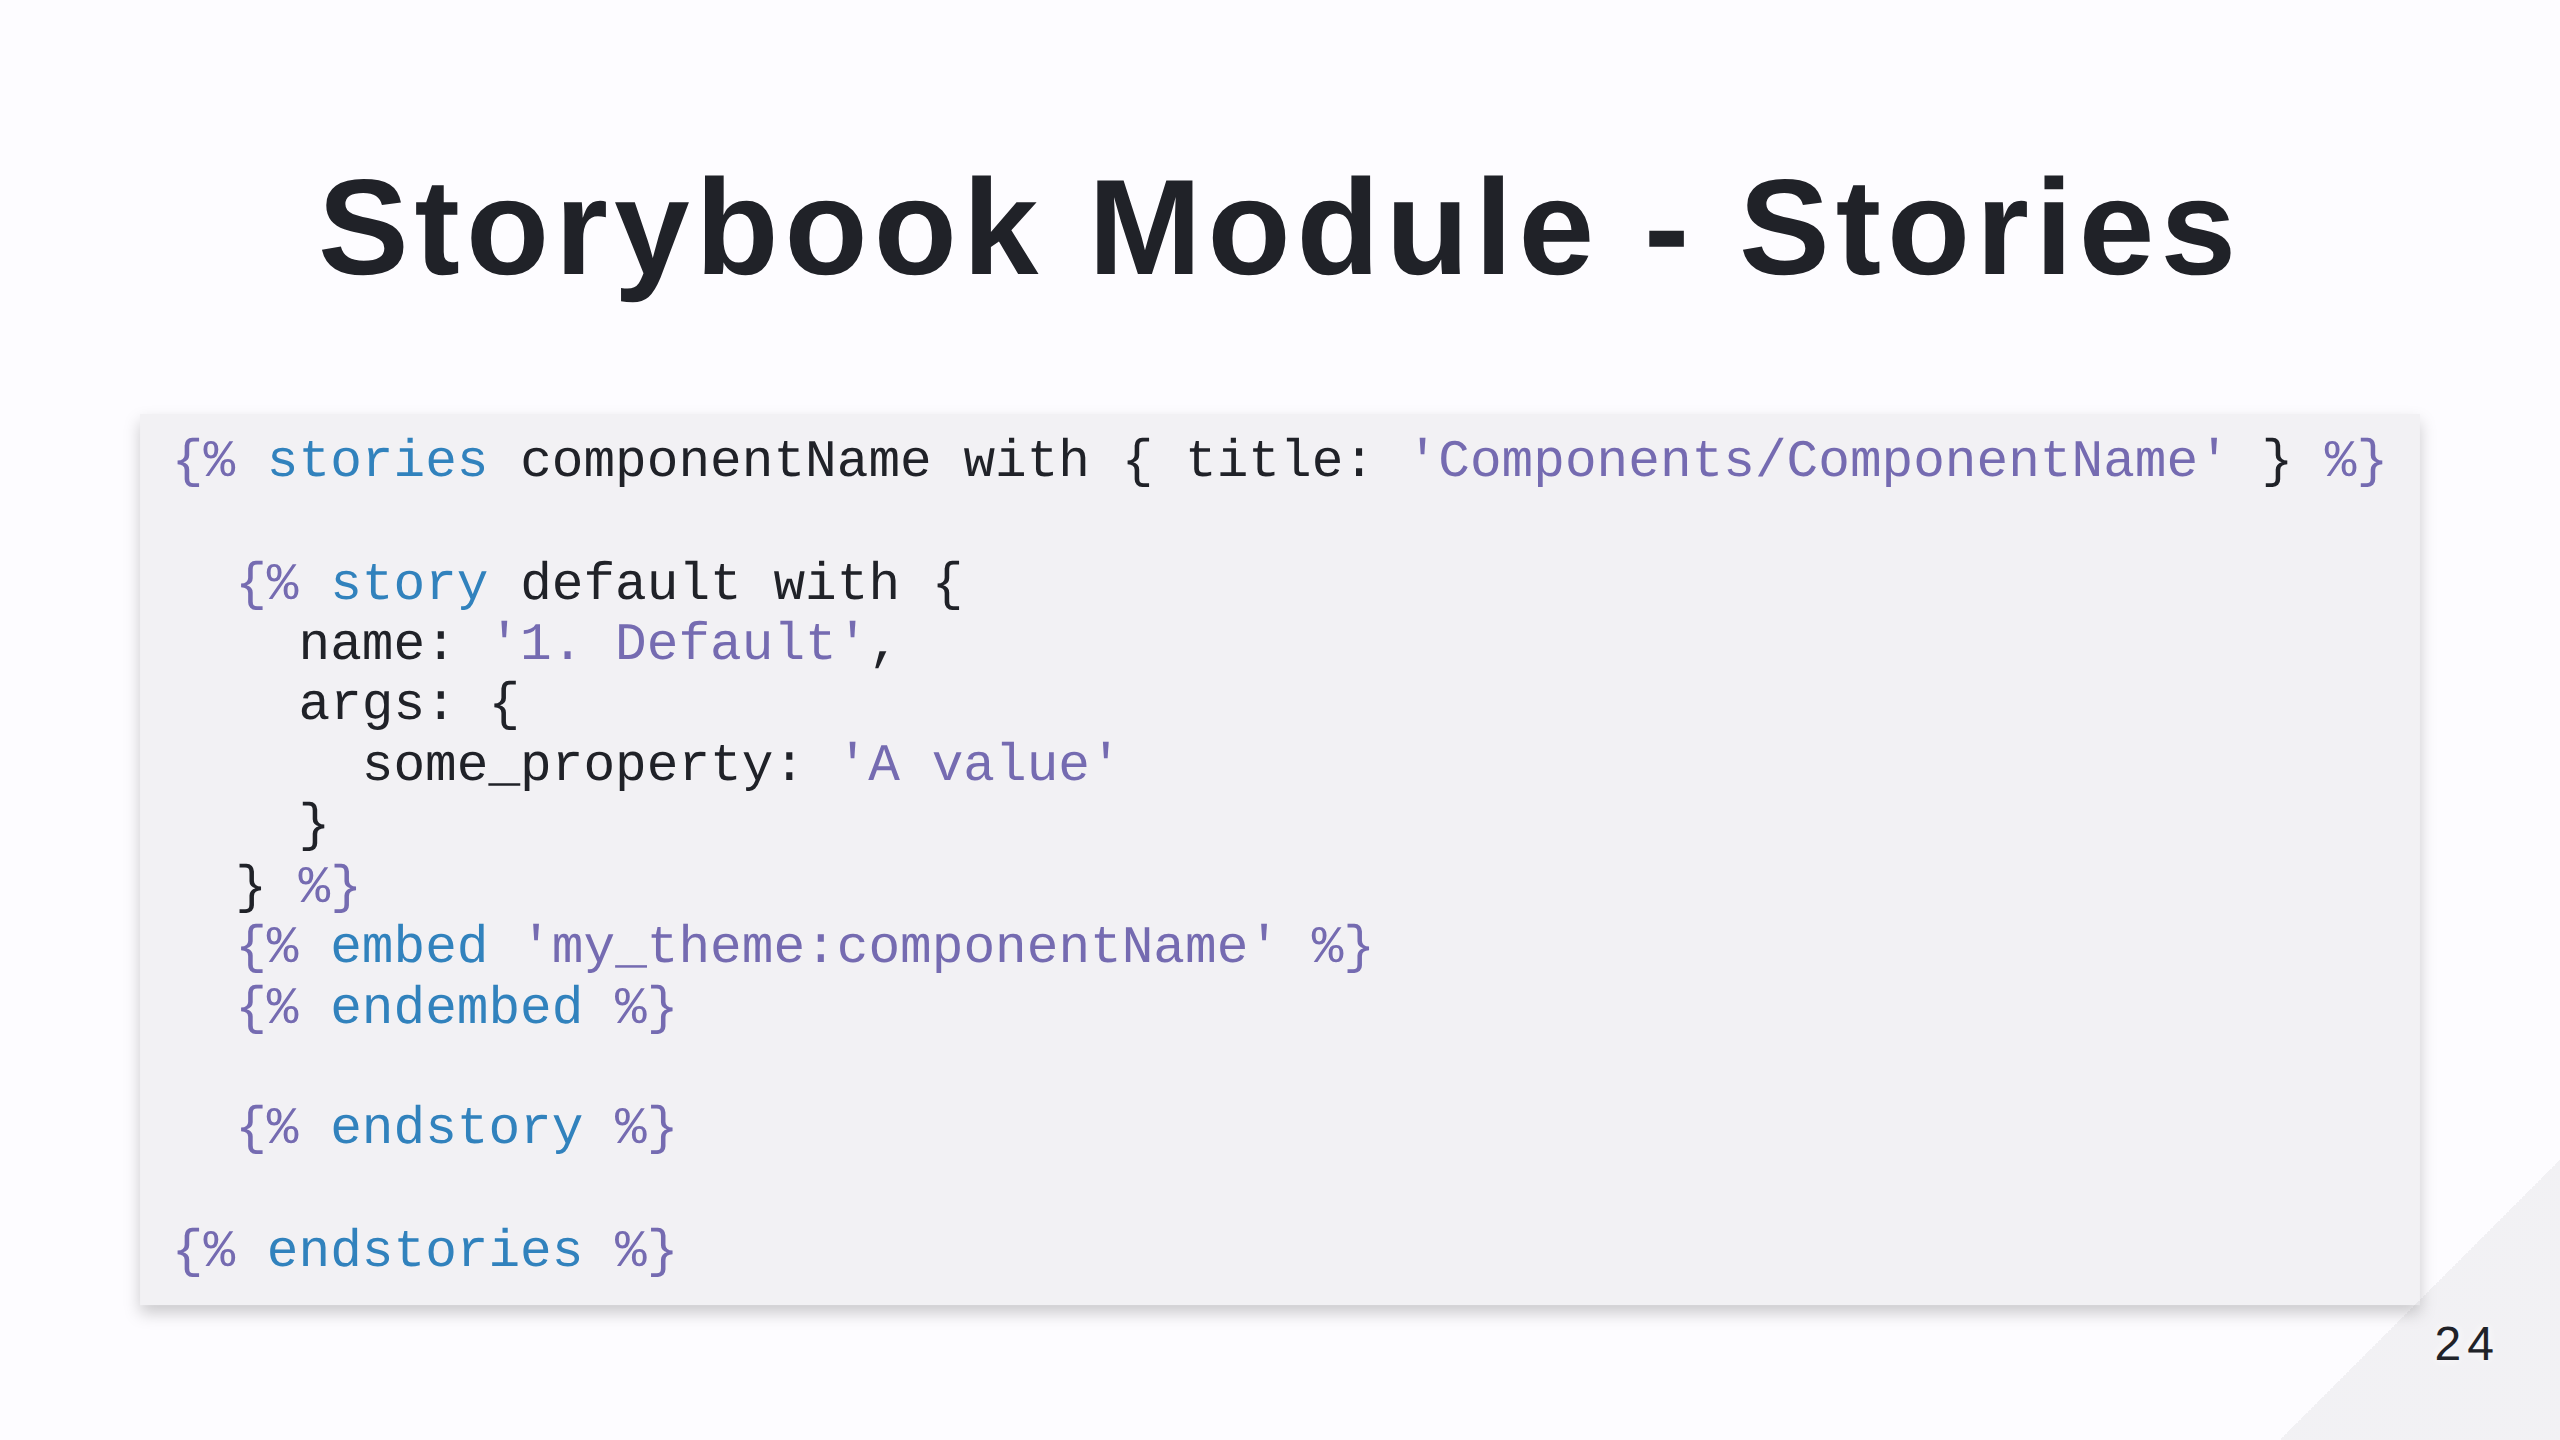 Storybook Module - Stories
{% stories componentName with { title: 'Components/ComponentName' } %}
  {% story default with {
    name: '1. Default',
    args: {
      some_property: 'A value'
    }
  } %}
  {% embed 'my_theme:componentName' %}
  {% endembed %}
  {% endstory %}
{% endstories %}
24